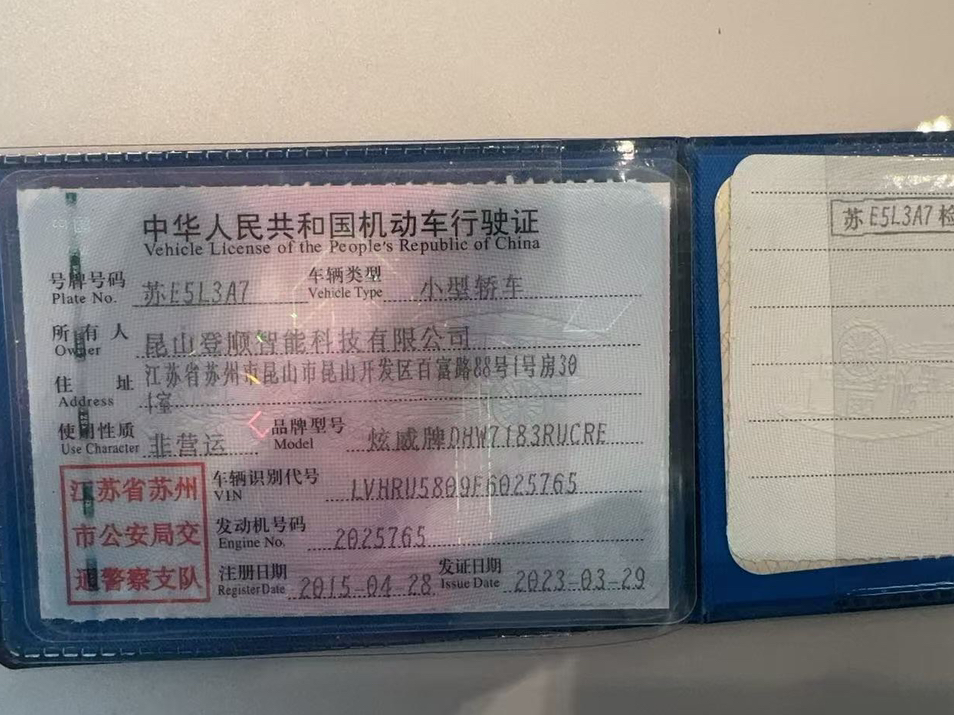 中华人民共和国机动车行驶证
Vehicle License of the People's Republic of China
号牌号码 Plate No. 苏E5L3A7 车辆类型 Vehicle Type 小型轿车
所有人 Owner 昆山登顺智能科技有限公司
住址 Address 江苏省苏州市昆山市昆山开发区百富路88号1号房30
1室
使用性质 Use Character 非营运 品牌型号 Model 炫威牌DHW7183RUCRE
车辆识别代号 VIN LVHRU5809F6025765
发动机号码 Engine No. 2025765
注册日期 Register Date 2015-04-28 发证日期 Issue Date 2023-03-29
江苏省苏州
市公安局交
通警察支队
苏E5L3A7 检